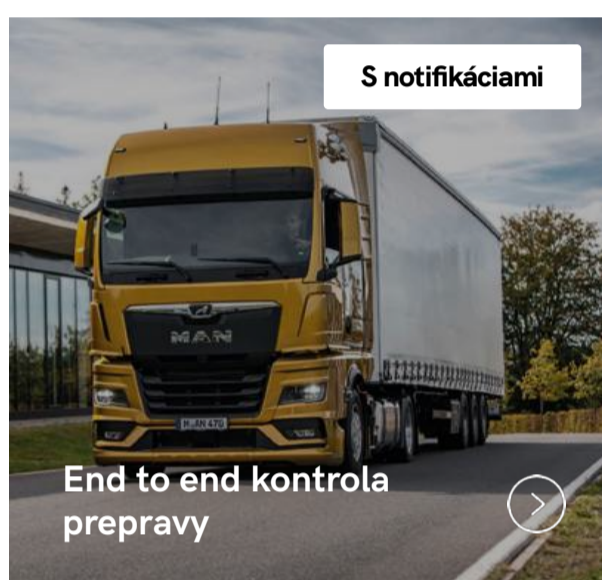 S notifikáciami
MAN
M AN 470
End to end kontrola
prepravy